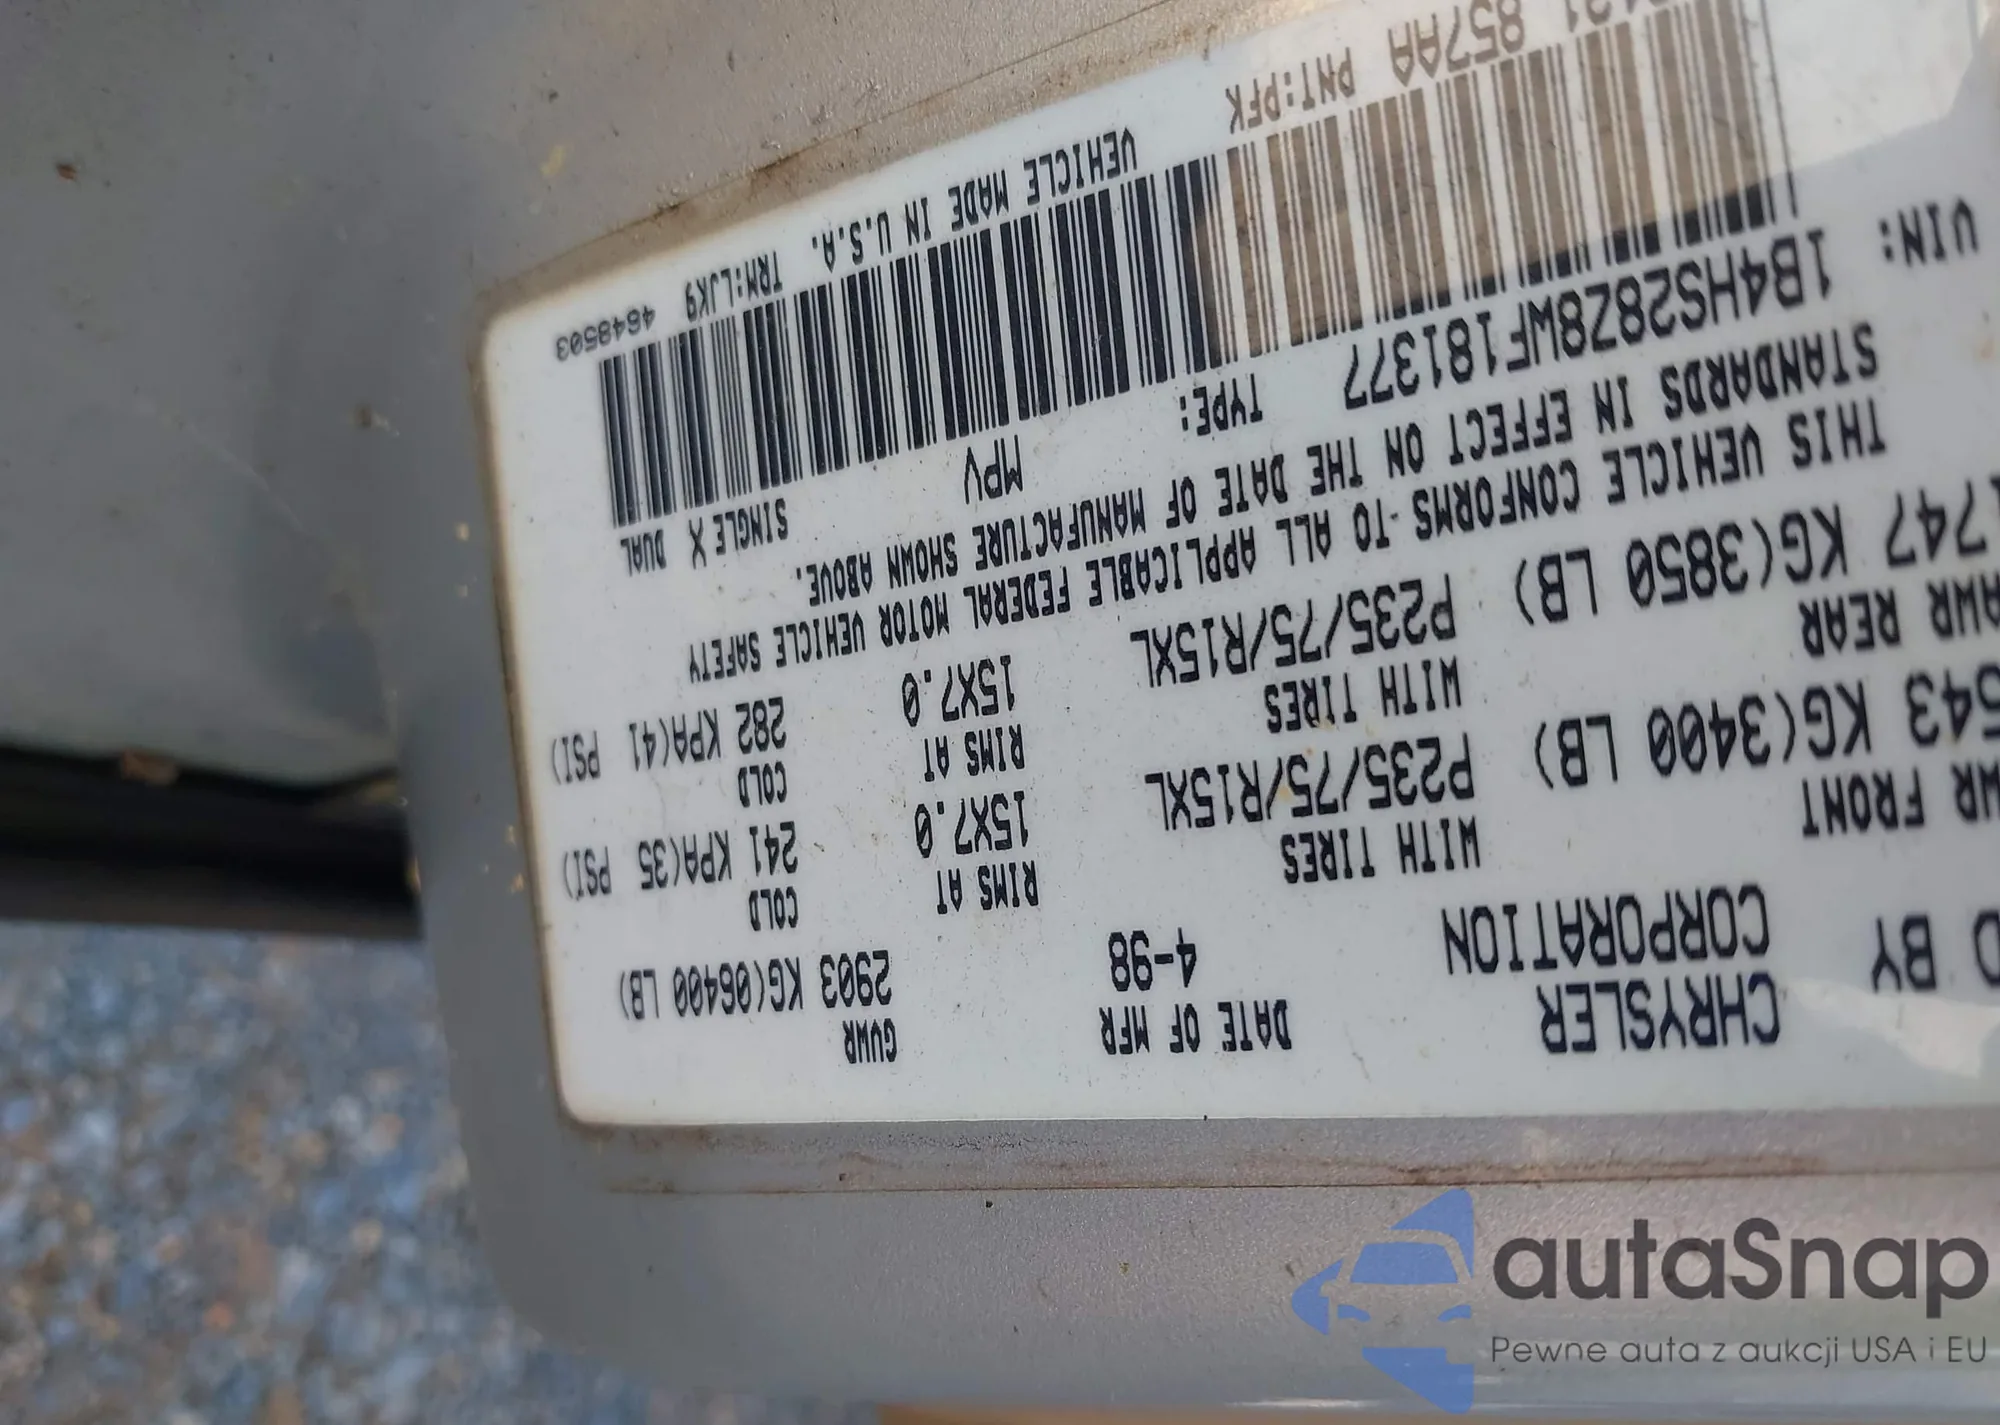 D BY CHRYSLER CORPORATION
DATE OF MFR 4-98
GVWR 2903 KG(06400 LB)
WR FRONT 543 KG(3400 LB)
WITH TIRES P235/75/R15XL
RIMS AT 15X7.0
COLD 241 KPA(35 PSI)
AWR REAR 1747 KG(3850 LB)
WITH TIRES P235/75/R15XL
RIMS AT 15X7.0
COLD 282 KPA(41 PSI)
THIS VEHICLE CONFORMS TO ALL APPLICABLE FEDERAL MOTOR VEHICLE SAFETY
STANDARDS IN EFFECT ON THE DATE OF MANUFACTURE SHOWN ABOVE.
VIN: 1B4HS28Z8WF181377
TYPE: MPV
SINGLE X DUAL
857AA PNT:PFK
VEHICLE MADE IN U.S.A.
TRM:LJK9
4648503
autaSnap
Pewne auta z aukcji USA i EU